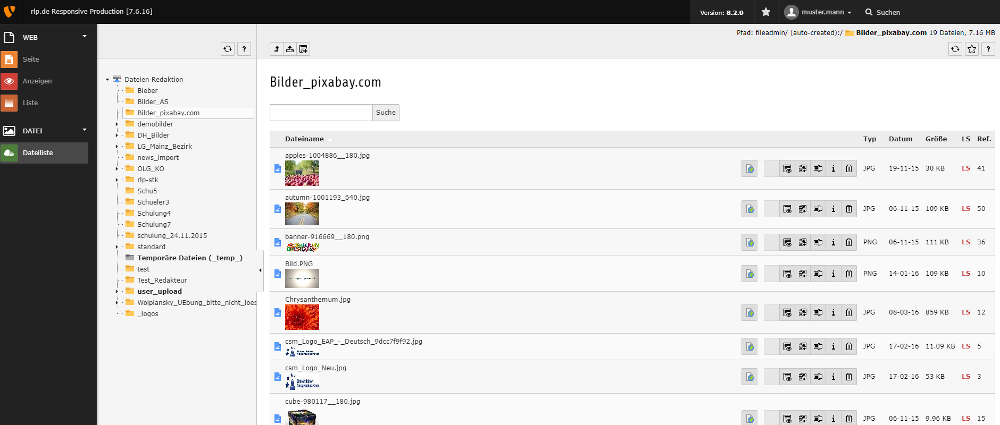 rlp.de Responsive Production [7.6.16]
Version: 8.2.0
muster.mann
Suchen
WEB
Seite
Anzeigen
Liste
DATEI
Dateiliste
?
Dateien Redaktion
Bieber
Bilder_AS
Bilder_pixabay.com
demobilder
DH_Bilder
LG_Mainz_Bezirk
news_import
OLG_KO
rlp-stk
Schu5
Schueler3
Schulung4
Schulung7
schulung_24.11.2015
standard
Temporäre Dateien (_temp_)
test
Test_Redakteur
user_upload
Wolpiansky_UEbung_bitte_nicht_loes
_logos
Pfad: fileadmin/ (auto-created):/ Bilder_pixabay.com 19 Dateien, 7.16 MB
?
Bilder_pixabay.com
Suche
Dateiname Typ Datum Größe LS Ref.
apples-1004886__180.jpg
i JPG 19-11-15 30 KB LS 41
autumn-1001193_640.jpg
i JPG 06-11-15 109 KB LS 50
banner-916669__180.png
i PNG 06-11-15 111 KB LS 36
Bild.PNG
i PNG 14-01-16 109 KB LS 10
Chrysanthemum.jpg
i JPG 08-03-16 859 KB LS 12
csm_Logo_EAP_-_Deutsch_9dcc7f9f92.jpg
Einheitlicher
Ansprechpartner
i JPG 17-02-16 11.09 KB LS 5
csm_Logo_Neu.jpg
Einheitlicher
Ansprechpartner
i JPG 17-02-16 53 KB LS 3
cube-980117__180.jpg
i JPG 06-11-15 9.96 KB LS 15